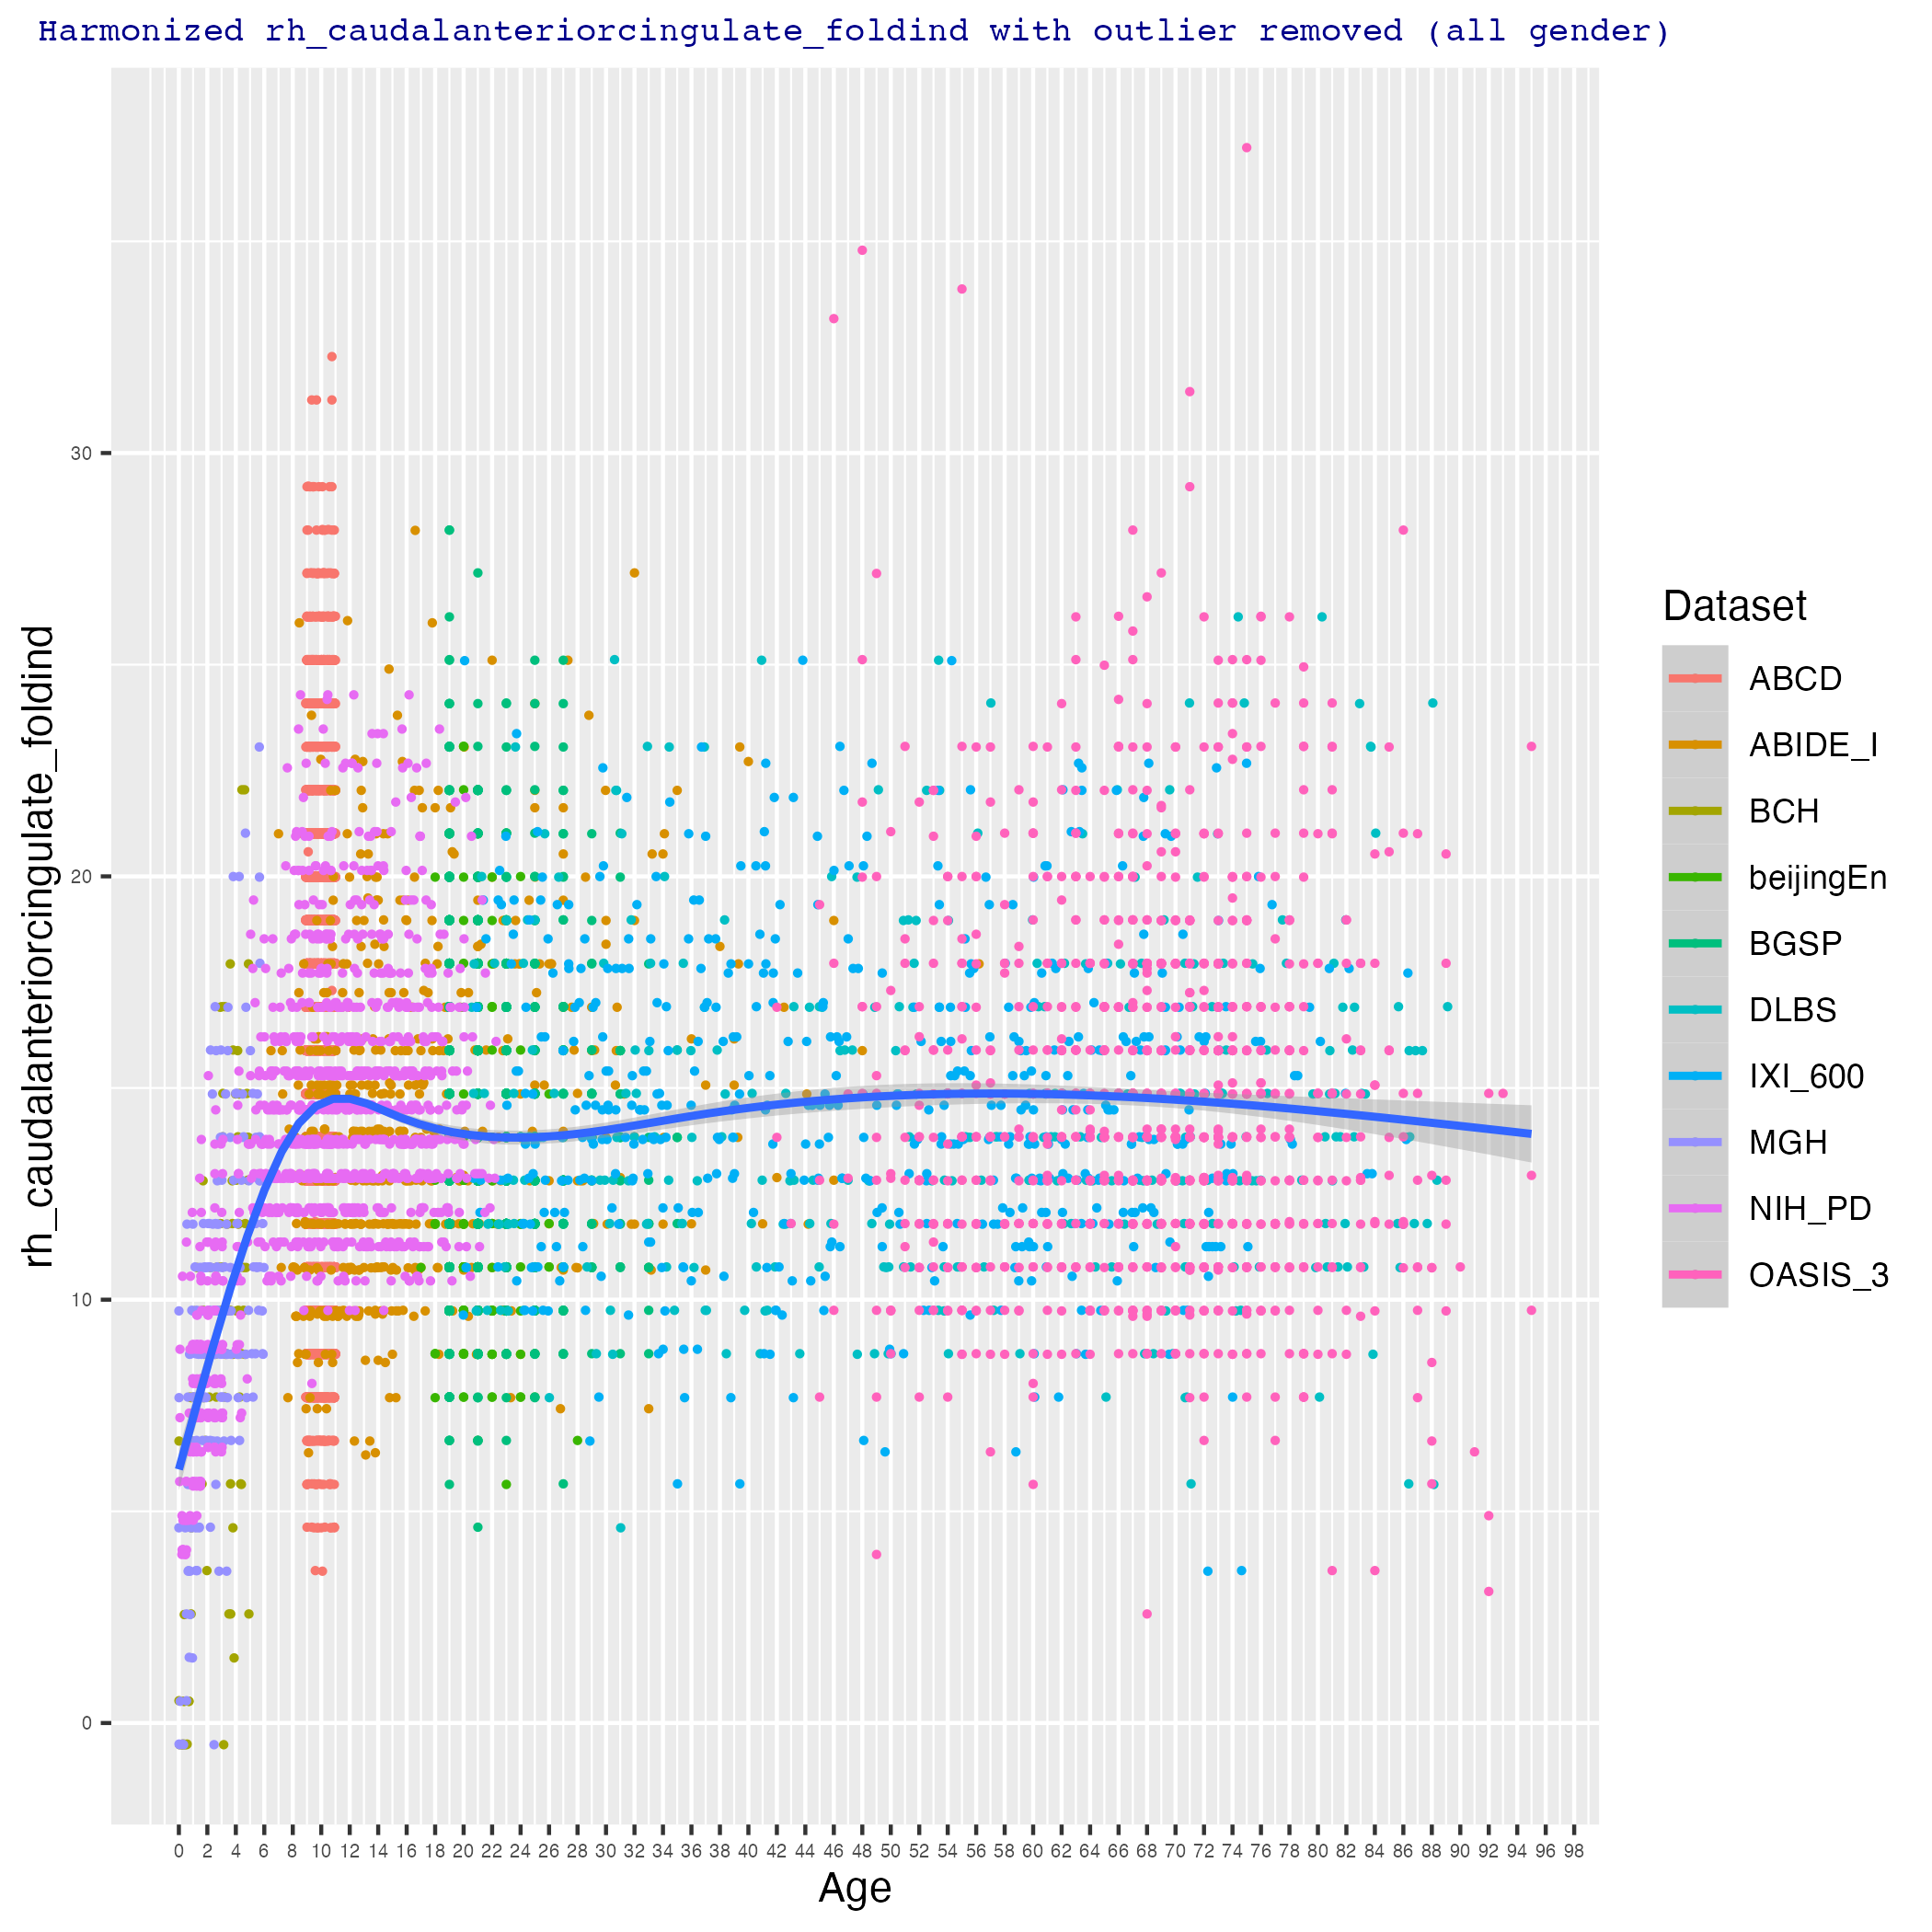 Harmonized rh_caudalanteriorcingulate_foldind with outlier removed (all gender)
rh_caudalanteriorcingulate_foldind
30
20
10
0
0 2 4 6 8 10 12 14 16 18 20 22 24 26 28 30 32 34 36 38 40 42 44 46 48 50 52 54 56 58 60 62 64 66 68 70 72 74 76 78 80 82 84 86 88 90 92 94 96 98
Age
Dataset
ABCD
ABIDE_I
BCH
beijingEn
BGSP
DLBS
IXI_600
MGH
NIH_PD
OASIS_3